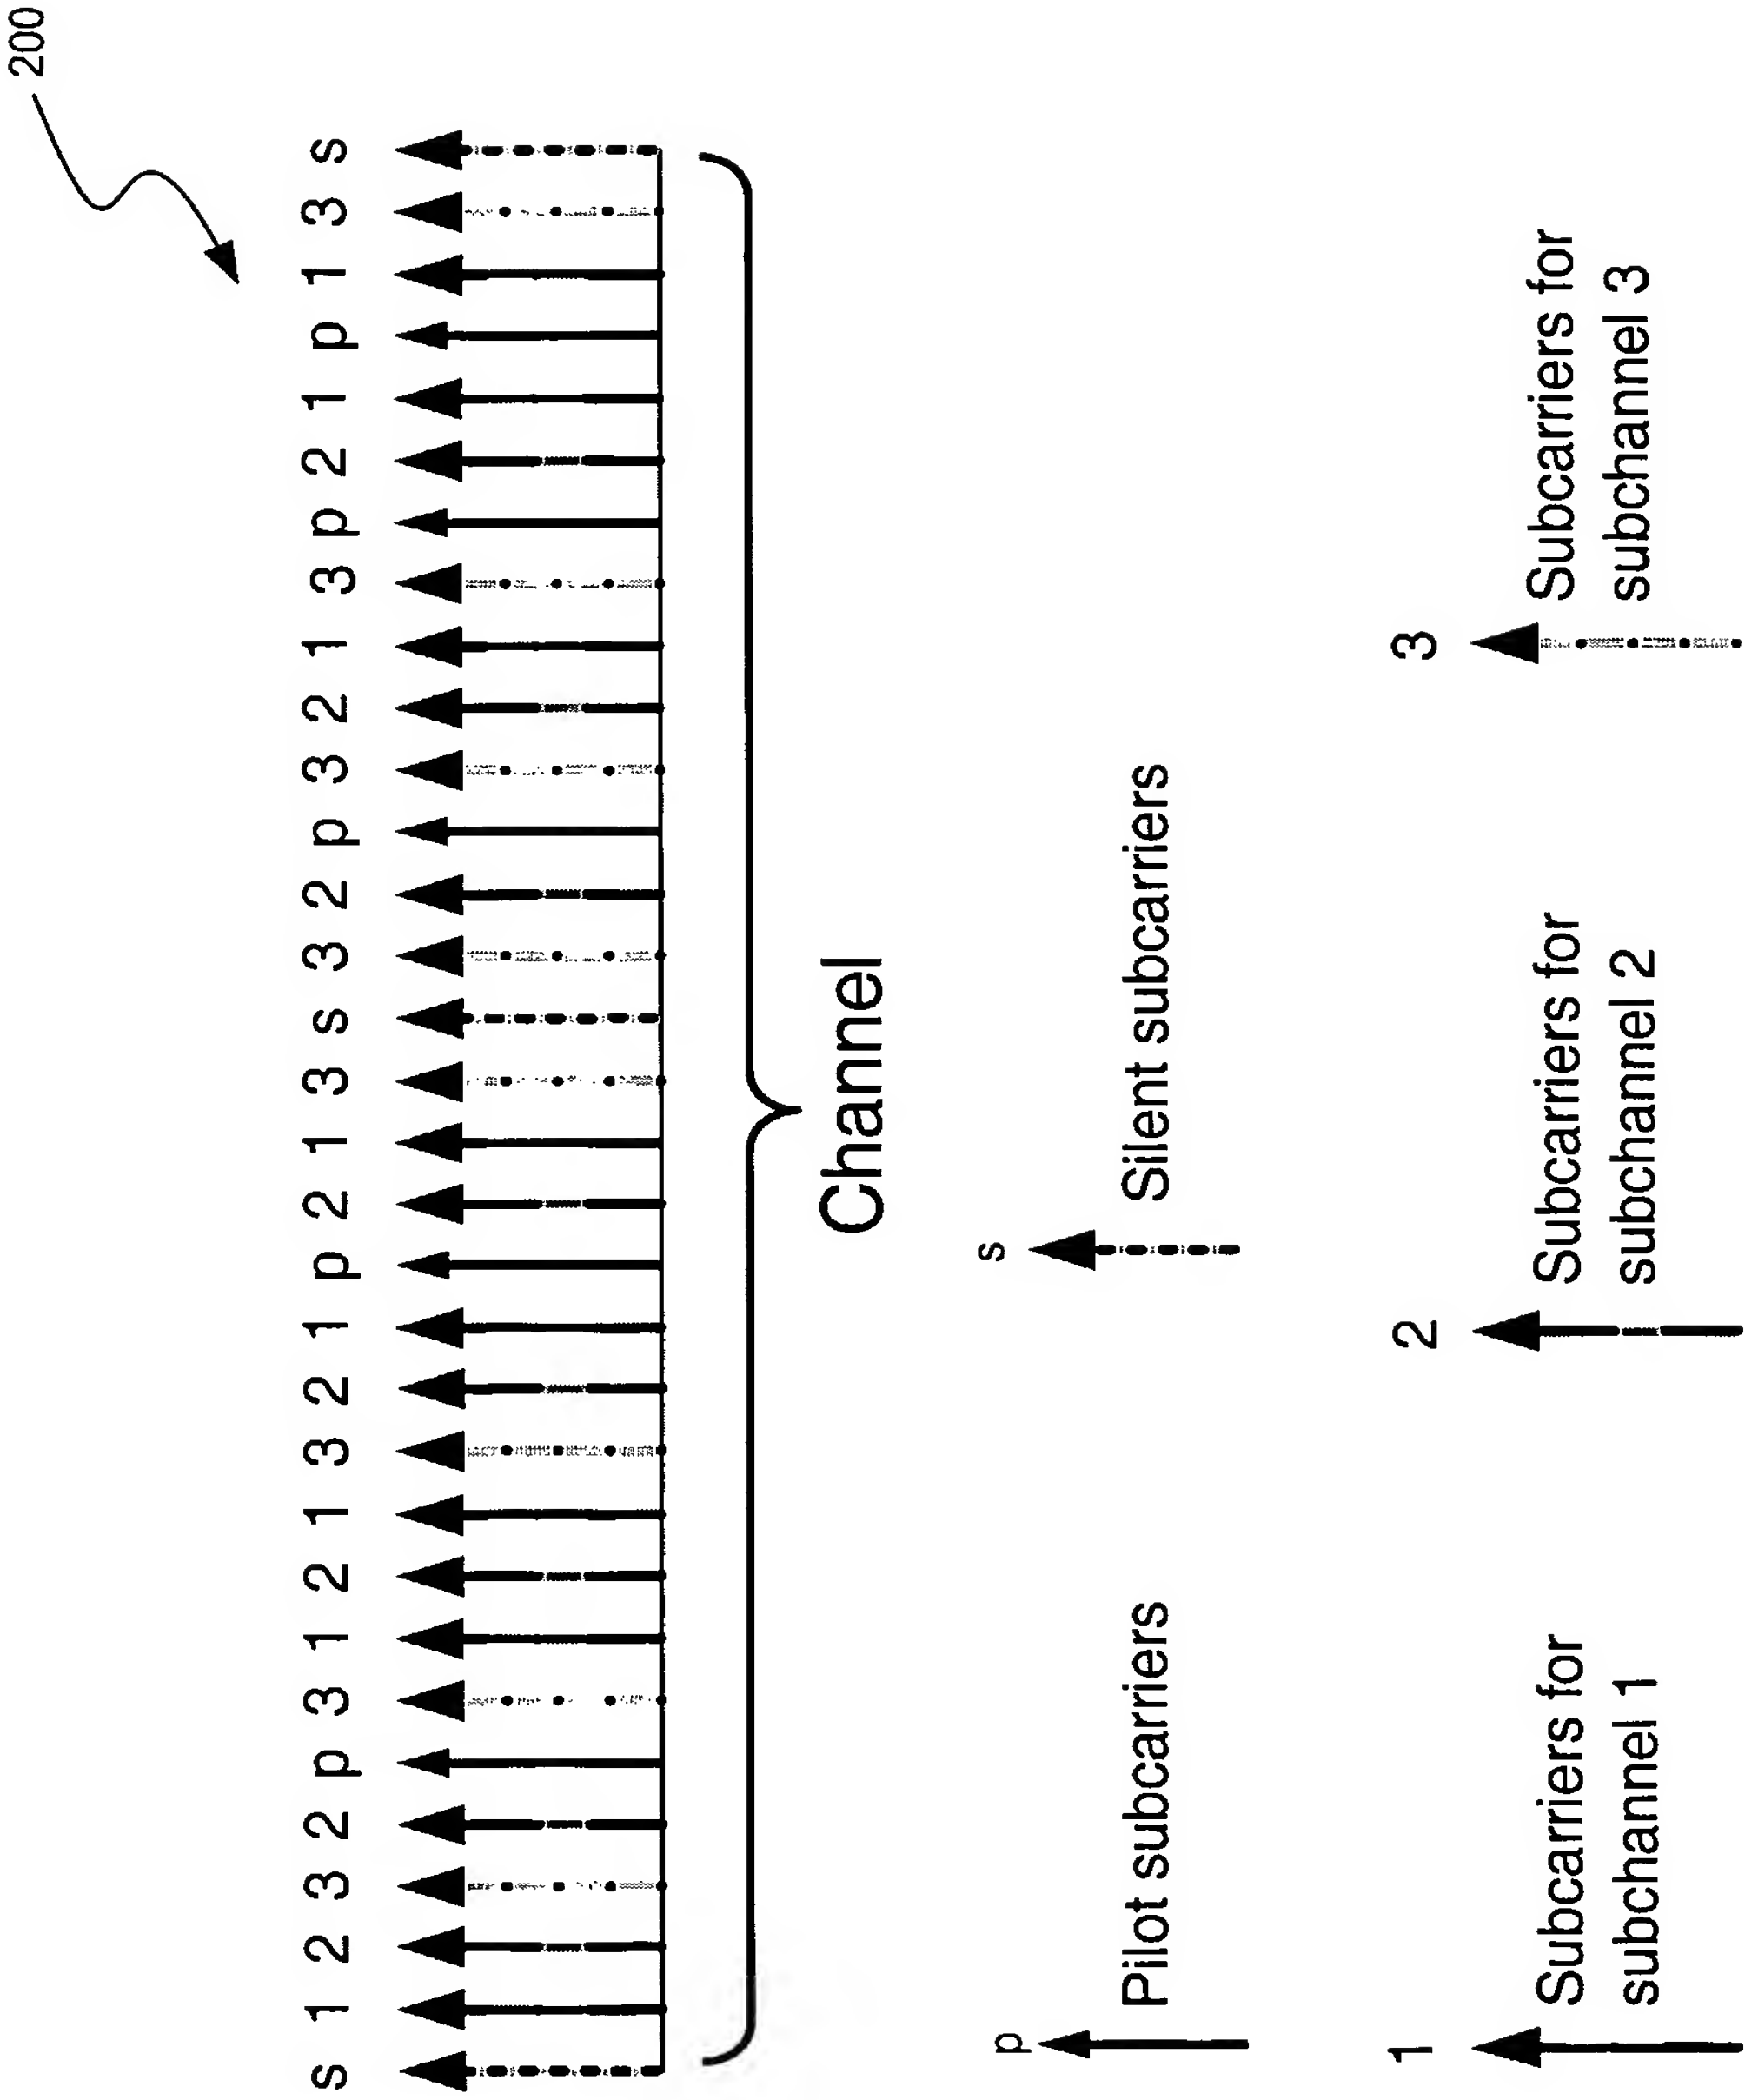 200
s 1 2 3 2 p 3 1 2 1 3 2 1 p 2 1 3 s 3 2 p 3 2 1 3 p 2 1 p 1 3 s
Channel
p
Pilot subcarriers
s
Silent subcarriers
1
Subcarriers for
subchannel 1
2
Subcarriers for
subchannel 2
3
Subcarriers for
subchannel 3